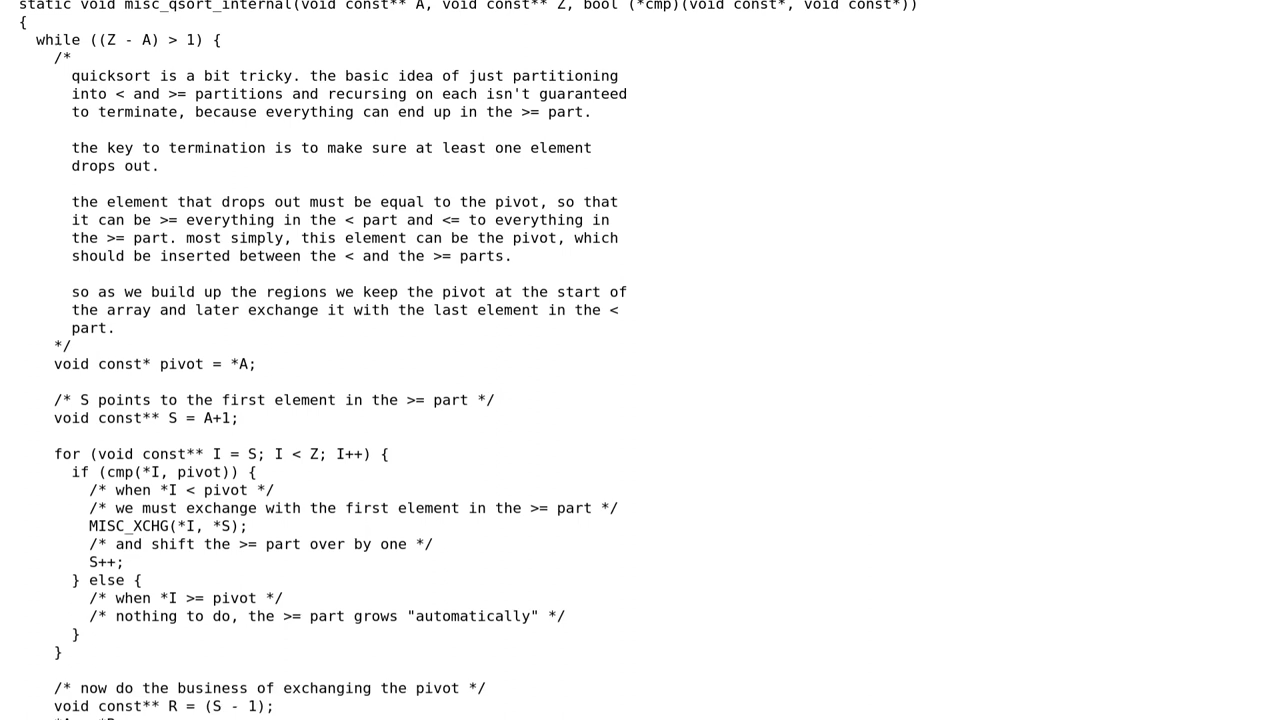 static void misc_qsort_internal(void const** A, void const** Z, bool (*cmp)(void const*, void const*))
{
  while ((Z - A) > 1) {
    /*
      quicksort is a bit tricky. the basic idea of just partitioning
      into < and >= partitions and recursing on each isn't guaranteed
      to terminate, because everything can end up in the >= part.

      the key to termination is to make sure at least one element
      drops out.

      the element that drops out must be equal to the pivot, so that
      it can be >= everything in the < part and <= to everything in
      the >= part. most simply, this element can be the pivot, which
      should be inserted between the < and the >= parts.

      so as we build up the regions we keep the pivot at the start of
      the array and later exchange it with the last element in the <
      part.
    */
    void const* pivot = *A;

    /* S points to the first element in the >= part */
    void const** S = A+1;

    for (void const** I = S; I < Z; I++) {
      if (cmp(*I, pivot)) {
        /* when *I < pivot */
        /* we must exchange with the first element in the >= part */
        MISC_XCHG(*I, *S);
        /* and shift the >= part over by one */
        S++;
      } else {
        /* when *I >= pivot */
        /* nothing to do, the >= part grows "automatically" */
      }
    }

    /* now do the business of exchanging the pivot */
    void const** R = (S - 1);